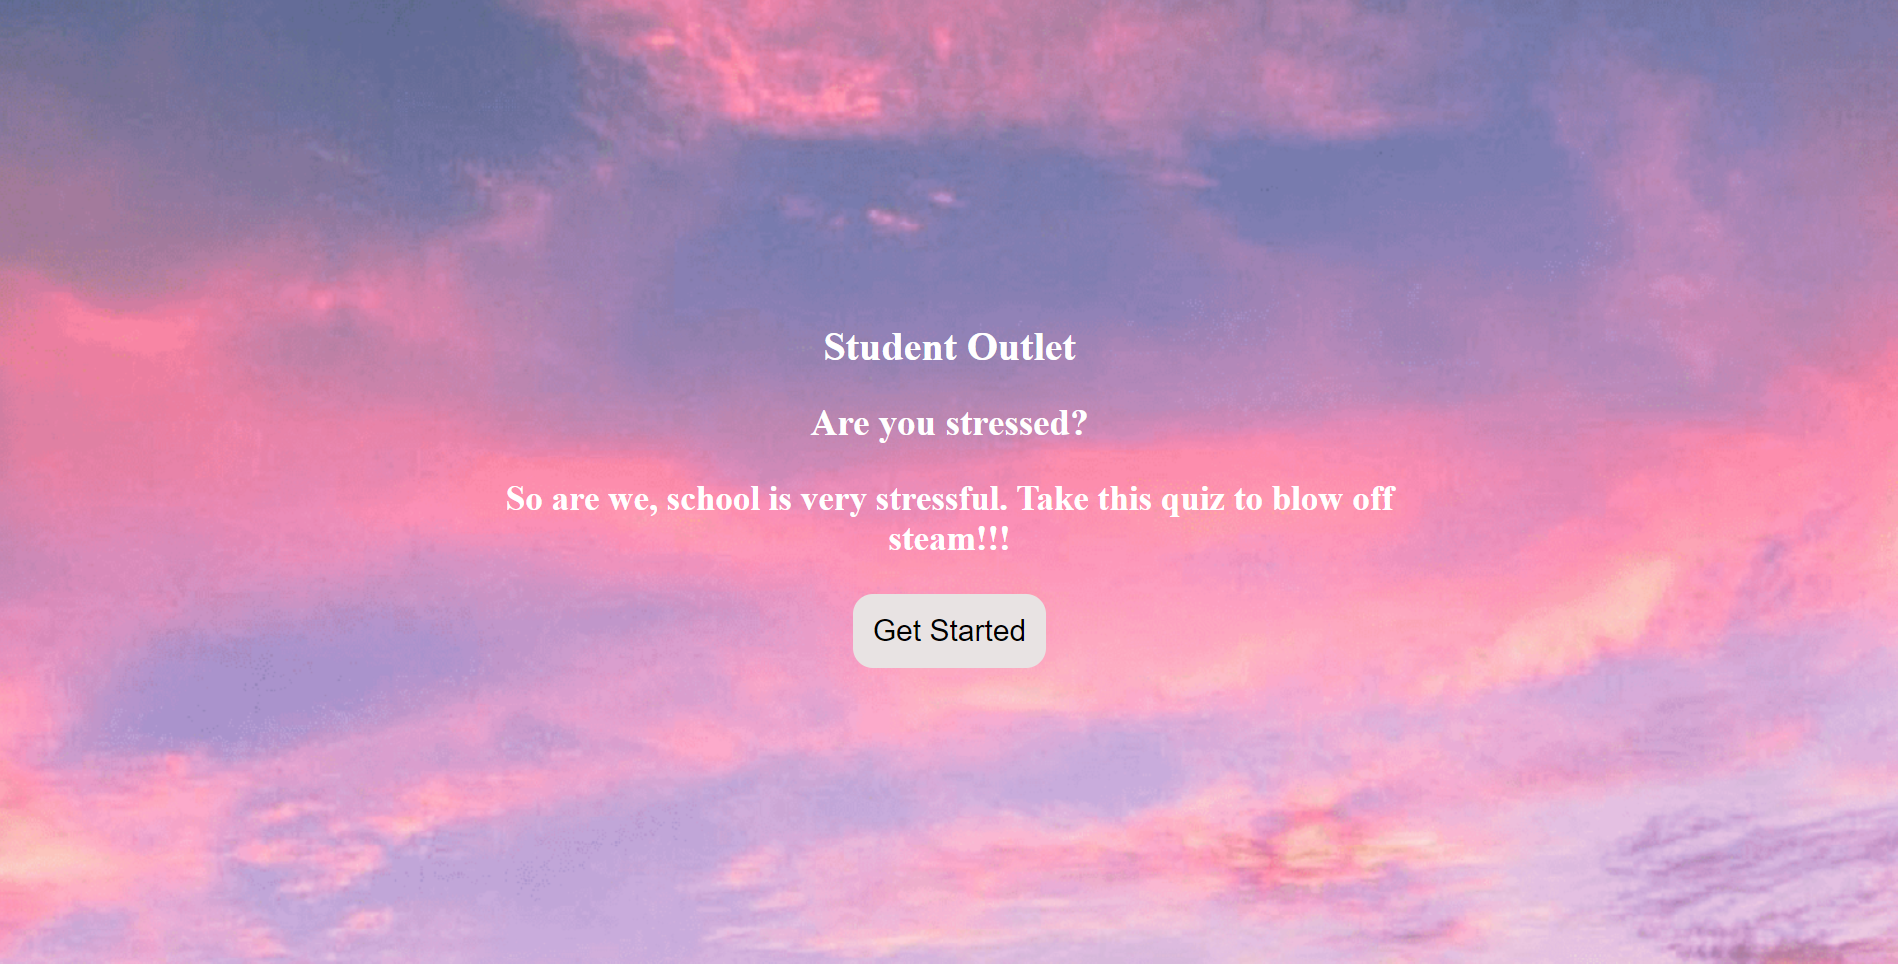 Student Outlet
Are you stressed?
So are we, school is very stressful. Take this quiz to blow off
steam!!!
Get Started